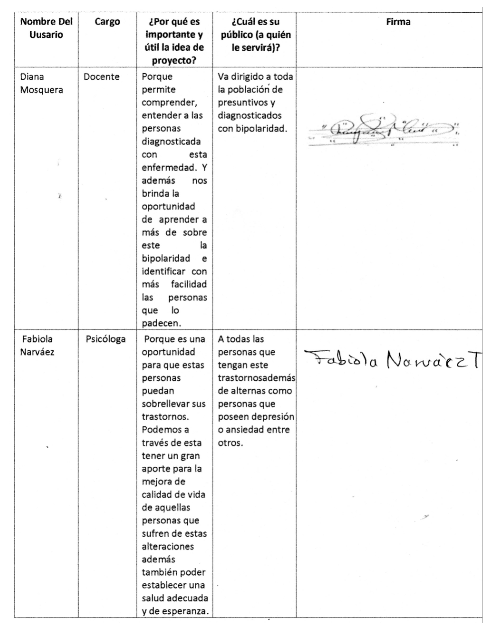 Nombre Del Uusario
Cargo
¿Por qué es importante y útil la idea de proyecto?
¿Cuál es su público (a quién le servirá)?
Firma
Diana
Mosquera
Docente
Porque
permite
comprender,
entender a las
personas
diagnosticada
con esta
enfermedad. Y
además nos
brinda la
oportunidad
de aprender a
más de sobre
este la
bipolaridad e
identificar con
más facilidad
las personas
que lo
padecen.
Va dirigido a toda
la población de
presuntivos y
diagnosticados
con bipolaridad.
Fabiola
Narváez
Psicóloga
Porque es una
oportunidad
para que estas
personas
puedan
sobrellevar sus
trastornos.
Podemos a
través de esta
tener un gran
aporte para la
mejora de
calidad de vida
de aquellas
personas que
sufren de estas
alteraciones
además
también poder
establecer una
salud adecuada
y de esperanza.
A todas las
personas que
tengan este
trastornosademás
de alternas como
personas que
poseen depresión
o ansiedad entre
otros.
Fabiola Narváez T